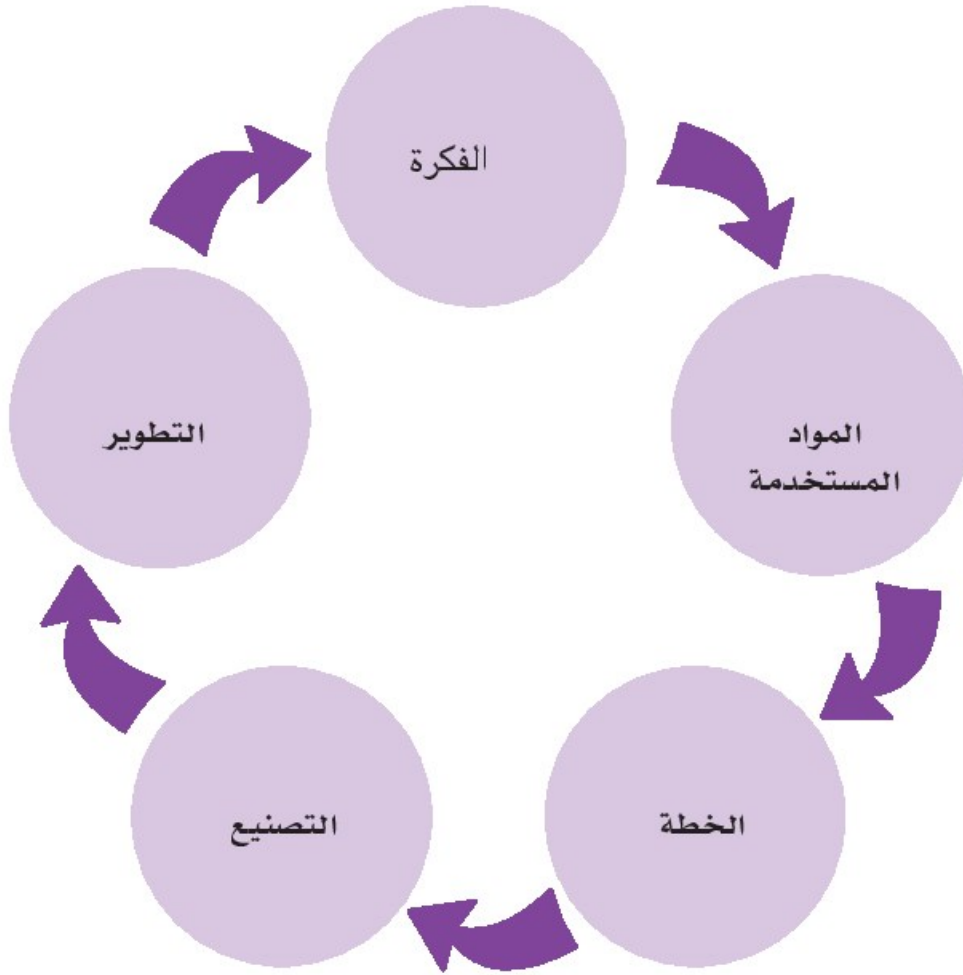 الفكرة
المواد
المستخدمة
الخطة
التصنيع
التطوير